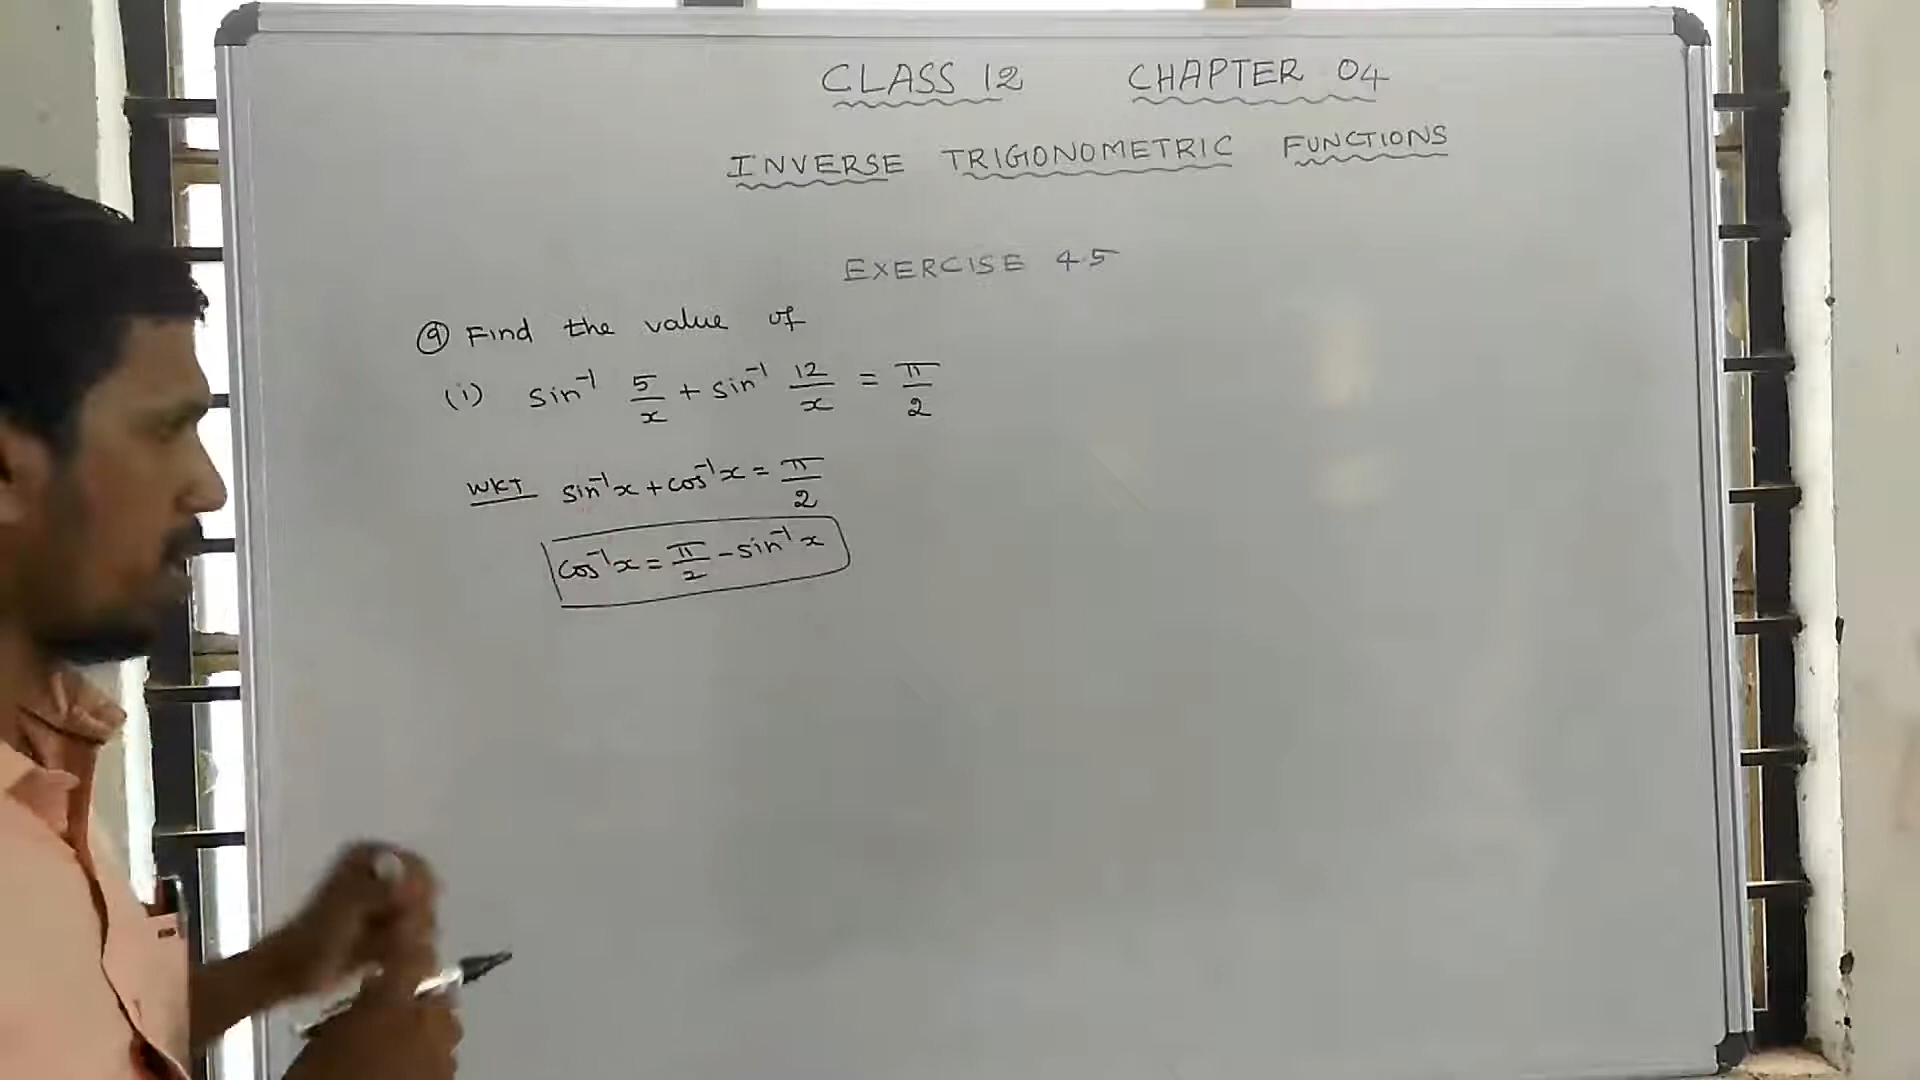 CLASS 12 CHAPTER 04
INVERSE TRIGONOMETRIC FUNCTIONS
EXERCISE 4.5
⑨ Find the value of
(i) sin⁻¹ 5/x + sin⁻¹ 12/x = π/2
WKT sin⁻¹x + cos⁻¹x = π/2
cos⁻¹x = π/2 - sin⁻¹x